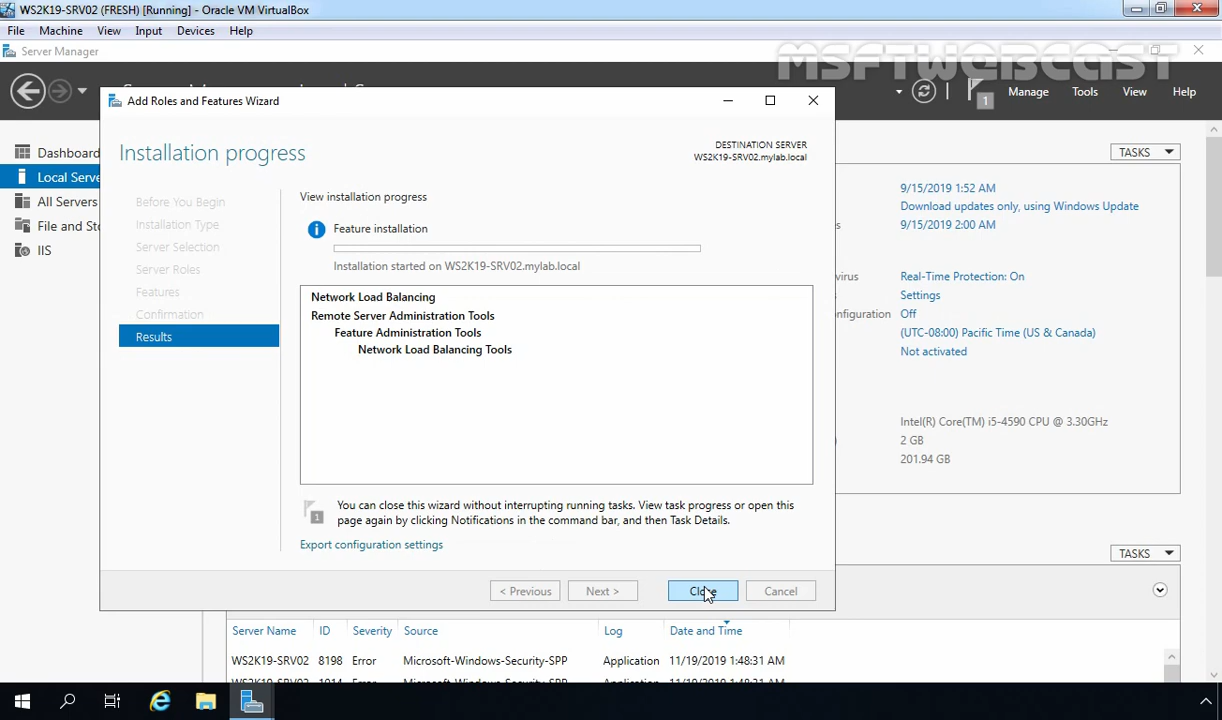 WS2K19-SRV02 (FRESH) [Running] - Oracle VM VirtualBox
File Machine View Input Devices Help
Server Manager
MSFTWEBCAST
1 Manage Tools View Help
Add Roles and Features Wizard
Installation progress
DESTINATION SERVER
WS2K19-SRV02.mylab.local
Before You Begin
Installation Type
Server Selection
Server Roles
Features
Confirmation
Results
View installation progress
Feature installation
Installation started on WS2K19-SRV02.mylab.local
Network Load Balancing
Remote Server Administration Tools
Feature Administration Tools
Network Load Balancing Tools
1
You can close this wizard without interrupting running tasks. View task progress or open this
page again by clicking Notifications in the command bar, and then Task Details.
Export configuration settings
< Previous Next > Close Cancel
Dashboard
Local Serve
All Servers
File and Sto
IIS
TASKS
9/15/2019 1:52 AM
Download updates only, using Windows Update
9/15/2019 2:00 AM
Real-Time Protection: On
Settings
Off
(UTC-08:00) Pacific Time (US & Canada)
Not activated
Intel(R) Core(TM) i5-4590 CPU @ 3.30GHz
2 GB
201.94 GB
TASKS
Server Name ID Severity Source Log Date and Time
WS2K19-SRV02 8198 Error Microsoft-Windows-Security-SPP Application 11/19/2019 1:48:31 AM